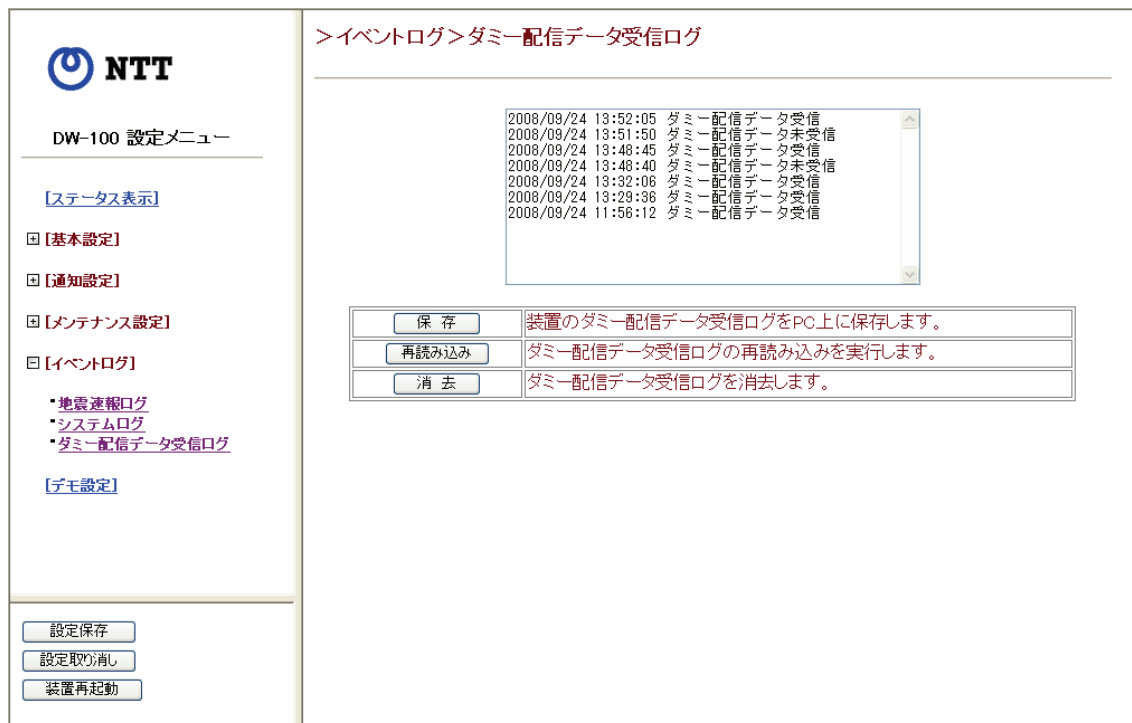 NTT
DW-100 設定メニュー
[ステータス表示]
[基本設定]
[通知設定]
[メンテナンス設定]
[イベントログ]
地震速報ログ
システムログ
ダミー配信データ受信ログ
[デモ設定]
設定保存
設定取り消し
装置再起動
>イベントログ>ダミー配信データ受信ログ
2008/09/24 13:52:05 ダミー配信データ受信
2008/09/24 13:51:50 ダミー配信データ未受信
2008/09/24 13:48:45 ダミー配信データ受信
2008/09/24 13:48:40 ダミー配信データ未受信
2008/09/24 13:32:06 ダミー配信データ受信
2008/09/24 13:29:36 ダミー配信データ受信
2008/09/24 11:56:12 ダミー配信データ受信
保 存 装置のダミー配信データ受信ログをPC上に保存します。
再読み込み ダミー配信データ受信ログの再読み込みを実行します。
消 去 ダミー配信データ受信ログを消去します。